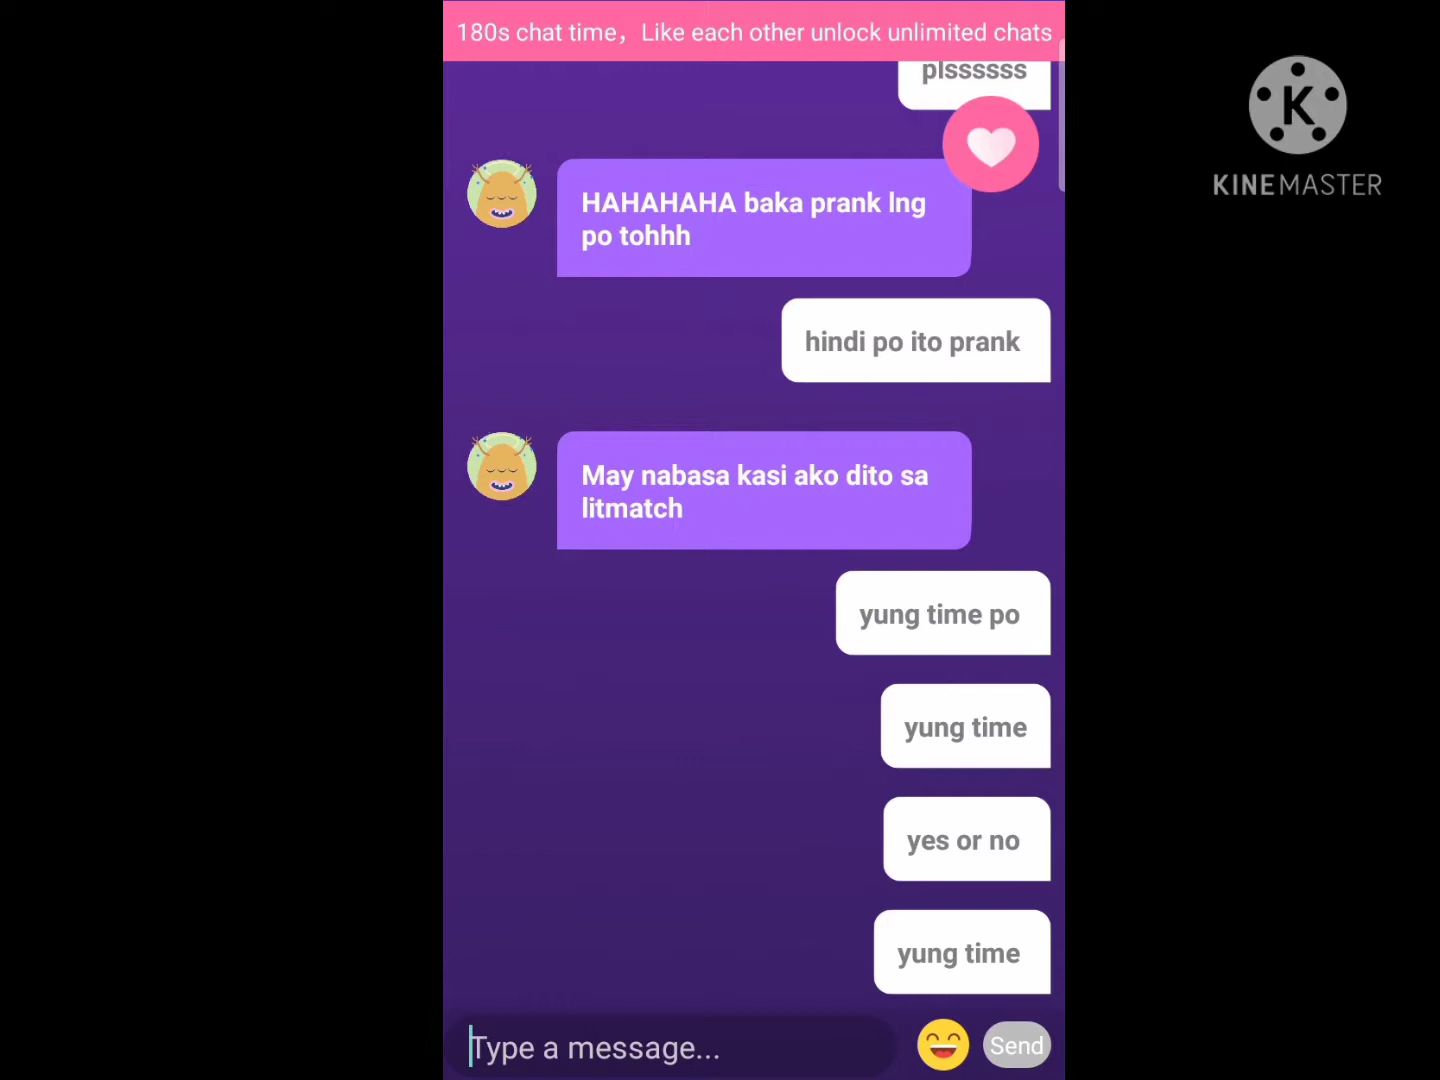 180s chat time，Like each other unlock unlimited chats
plssssss
HAHAHAHA baka prank lng
po tohhh
hindi po ito prank
May nabasa kasi ako dito sa
litmatch
yung time po
yung time
yes or no
yung time
Type a message...
Send
K
KINEMASTER